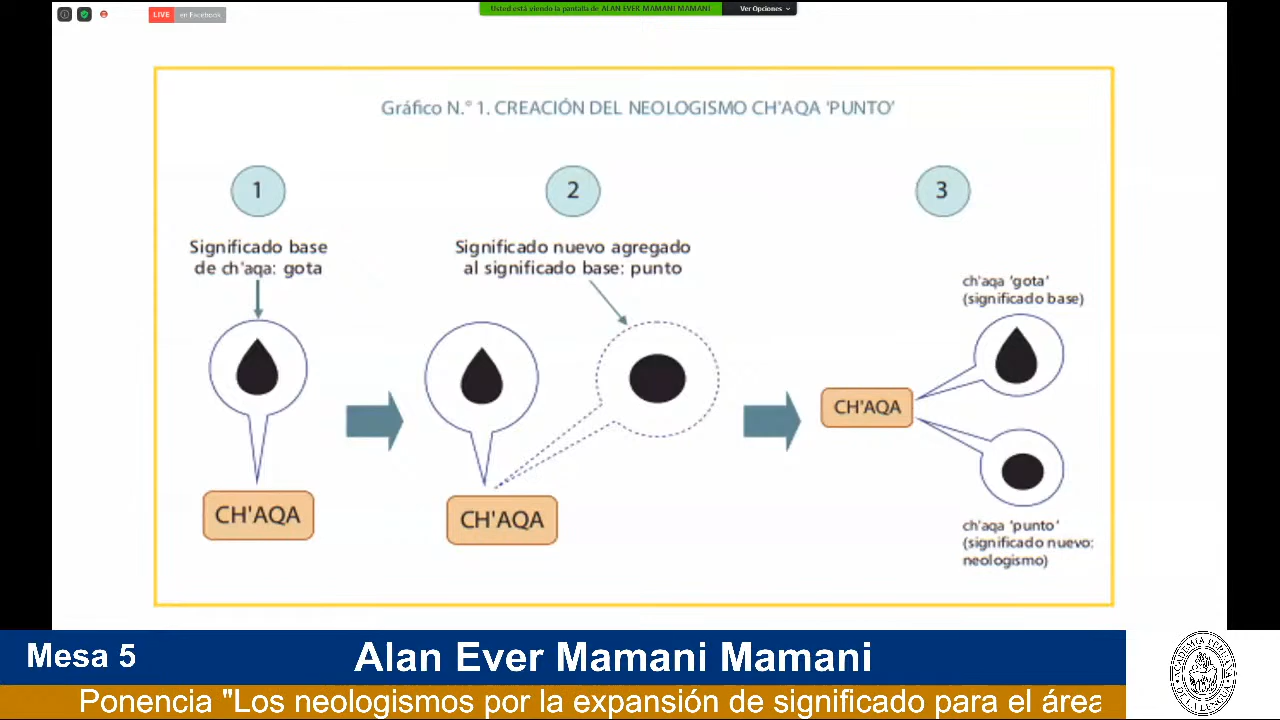 LIVE en Facebook
Usted está viendo la pantalla de ALAN EVER MAMANI MAMANI
Ver Opciones
Gráfico N.° 1. CREACIÓN DEL NEOLOGISMO CH'AQA 'PUNTO'
1
2
3
Significado base
de ch'aqa: gota
Significado nuevo agregado
al significado base: punto
ch'aqa 'gota'
(significado base)
CH'AQA
CH'AQA
CH'AQA
ch'aqa 'punto'
(significado nuevo:
neologismo)
Mesa 5
Alan Ever Mamani Mamani
Ponencia "Los neologismos por la expansión de significado para el área